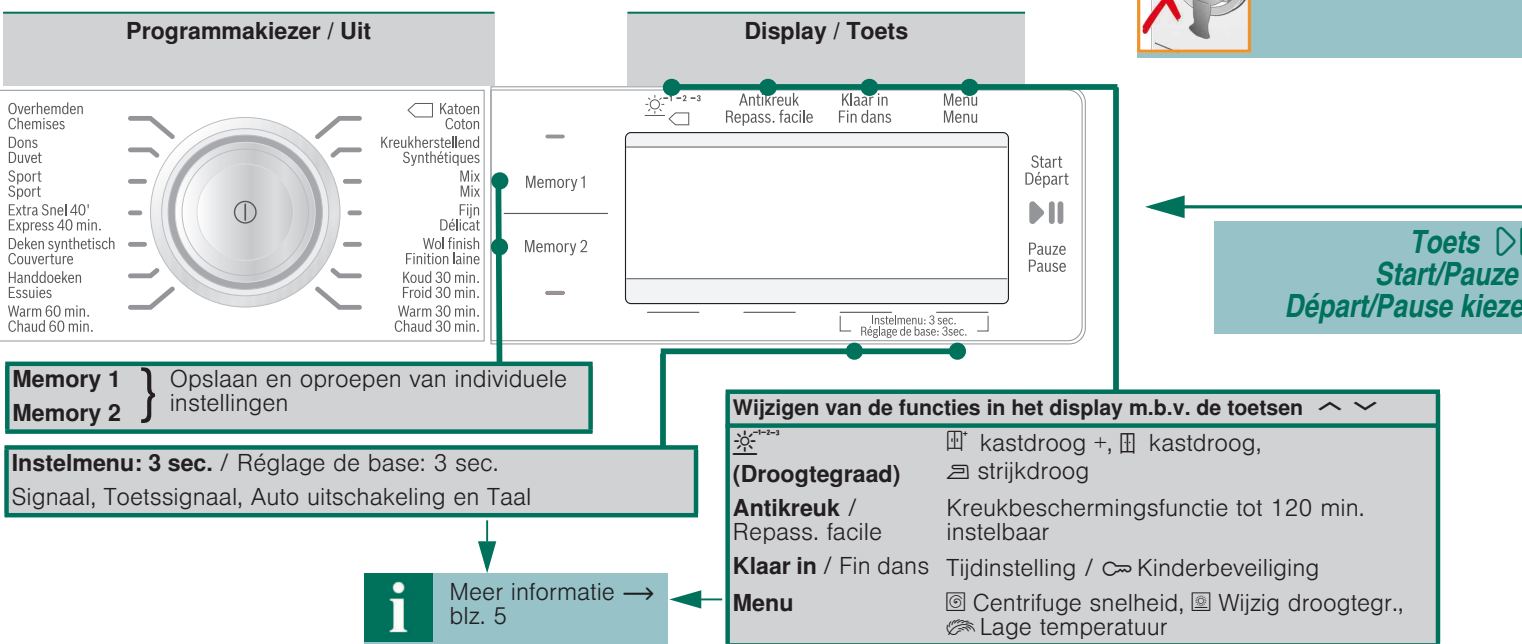 Programmakiezer / Uit
Display / Toets
Overhemden
Chemises
Dons
Duvet
Sport
Sport
Extra Snel 40'
Express 40 min.
Deken synthetisch
Couverture
Handdoeken
Essuies
Warm 60 min.
Chaud 60 min.
Katoen
Coton
Kreukherstellend
Synthétiques
Mix
Mix
Fijn
Délicat
Wol finish
Finition laine
Koud 30 min.
Froid 30 min.
Warm 30 min.
Chaud 30 min.
Memory 1
Memory 2
-1-2-3
Antikreuk
Repass. facile
Klaar in
Fin dans
Menu
Menu
Start
Départ
Pauze
Pause
Instelmenu: 3 sec.
Réglage de base: 3sec.
Toets
Start/Pauze
Départ/Pause
Memory 1
Memory 2
Opslaan en oproepen van individuele
instellingen
Instelmenu: 3 sec. / Réglage de base: 3 sec.
Signaal, Toetssignaal, Auto uitschakeling en Taal
i
Meer informatie →
blz. 5
Wijzigen van de functies in het display m.b.v. de toetsen
-1-2-3
(Droogtegraad)
kastdroog +, kastdroog,
strijkdroog
Antikreuk /
Repass. facile
Kreukbeschermingsfunctie tot 120 min.
instelbaar
Klaar in / Fin dans
Tijdinstelling / Kinderbeveiliging
Menu
Centrifuge snelheid, Wijzig droogtegr.,
Lage temperatuur